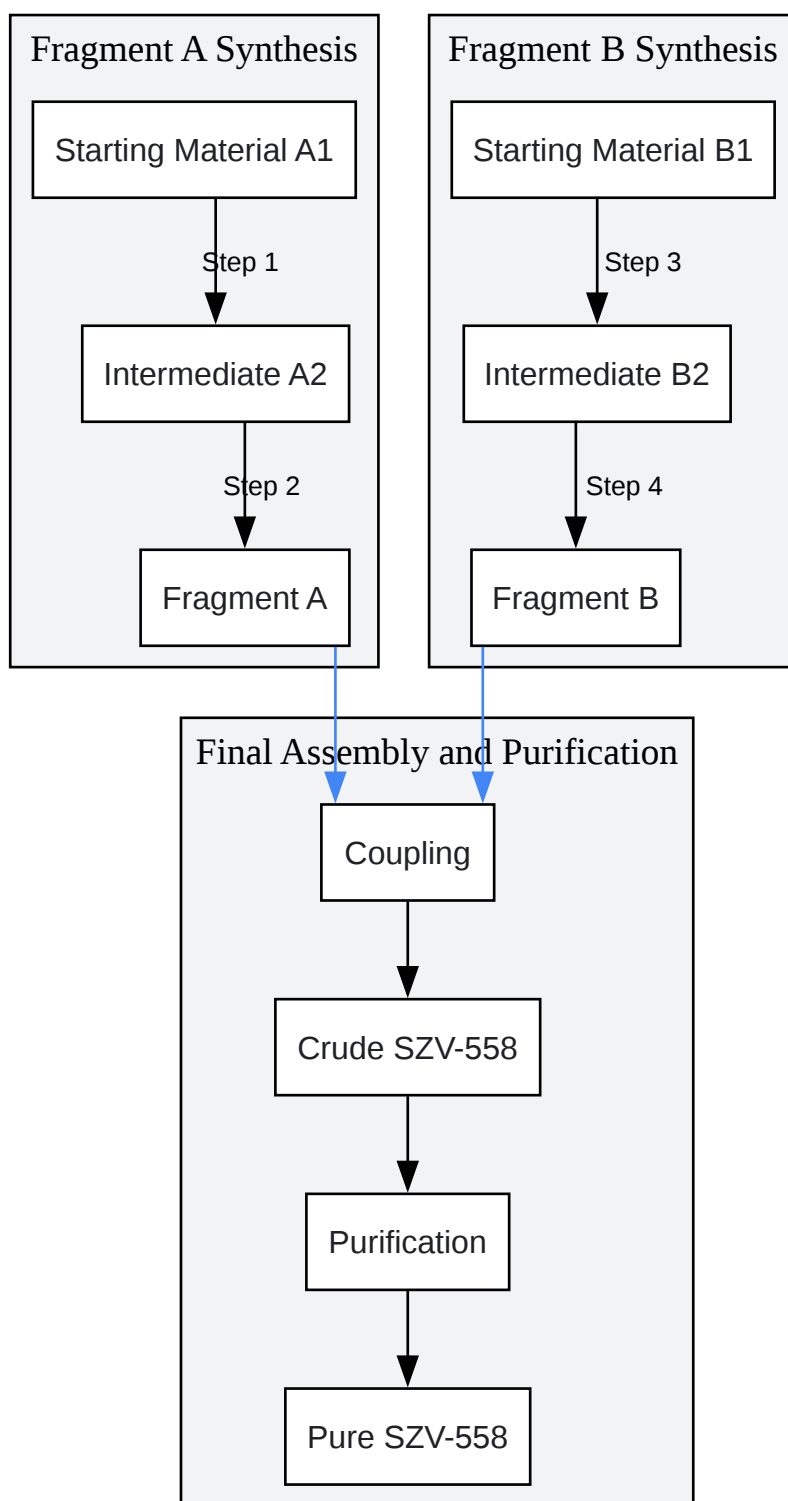 Fragment A Synthesis
Starting Material A1
Step 1
Intermediate A2
Step 2
Fragment A
Fragment B Synthesis
Starting Material B1
Step 3
Intermediate B2
Step 4
Fragment B
Final Assembly and Purification
Coupling
Crude SZV-558
Purification
Pure SZV-558